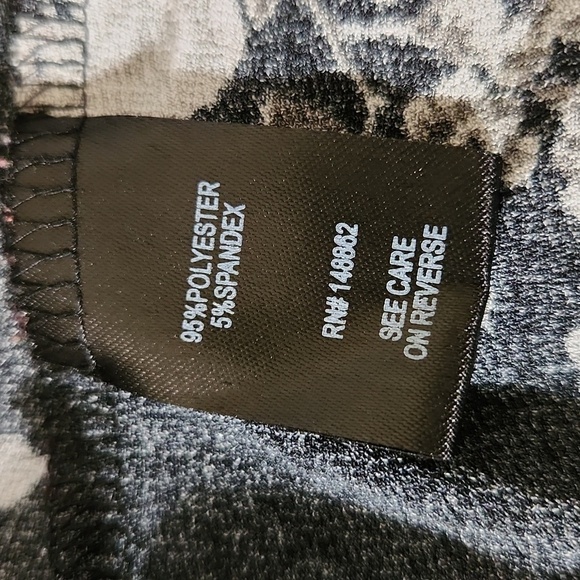 95%POLYESTER
5%SPANDEX
RN# 148862
SEE CARE
ON REVERSE